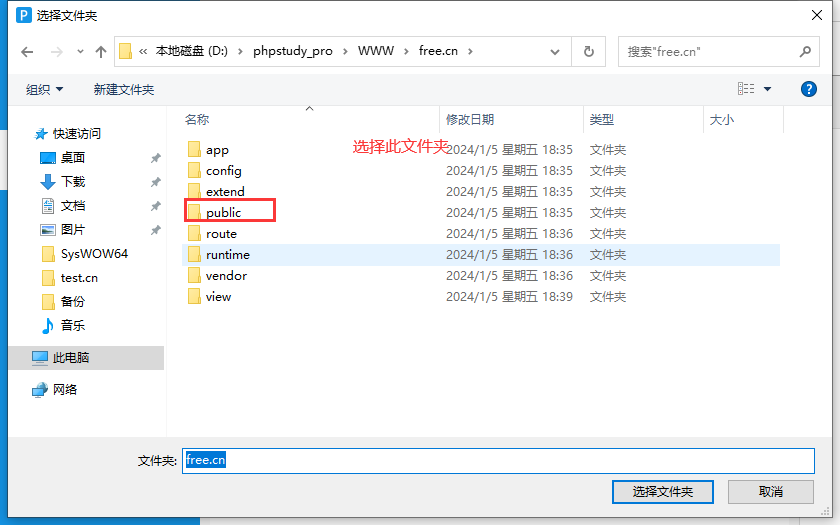 选择文件夹
« 本地磁盘 (D:) › phpstudy_pro › WWW › free.cn ›
搜索"free.cn"
组织
新建文件夹
名称 修改日期 类型 大小
快速访问
桌面
下载
文档
图片
SysWOW64
test.cn
备份
音乐
此电脑
网络
选择此文件夹
app 2024/1/5 星期五 18:35 文件夹
config 2024/1/5 星期五 18:35 文件夹
extend 2024/1/5 星期五 18:35 文件夹
public 2024/1/5 星期五 18:35 文件夹
route 2024/1/5 星期五 18:36 文件夹
runtime 2024/1/5 星期五 18:36 文件夹
vendor 2024/1/5 星期五 18:36 文件夹
view 2024/1/5 星期五 18:39 文件夹
文件夹: free.cn
选择文件夹 取消